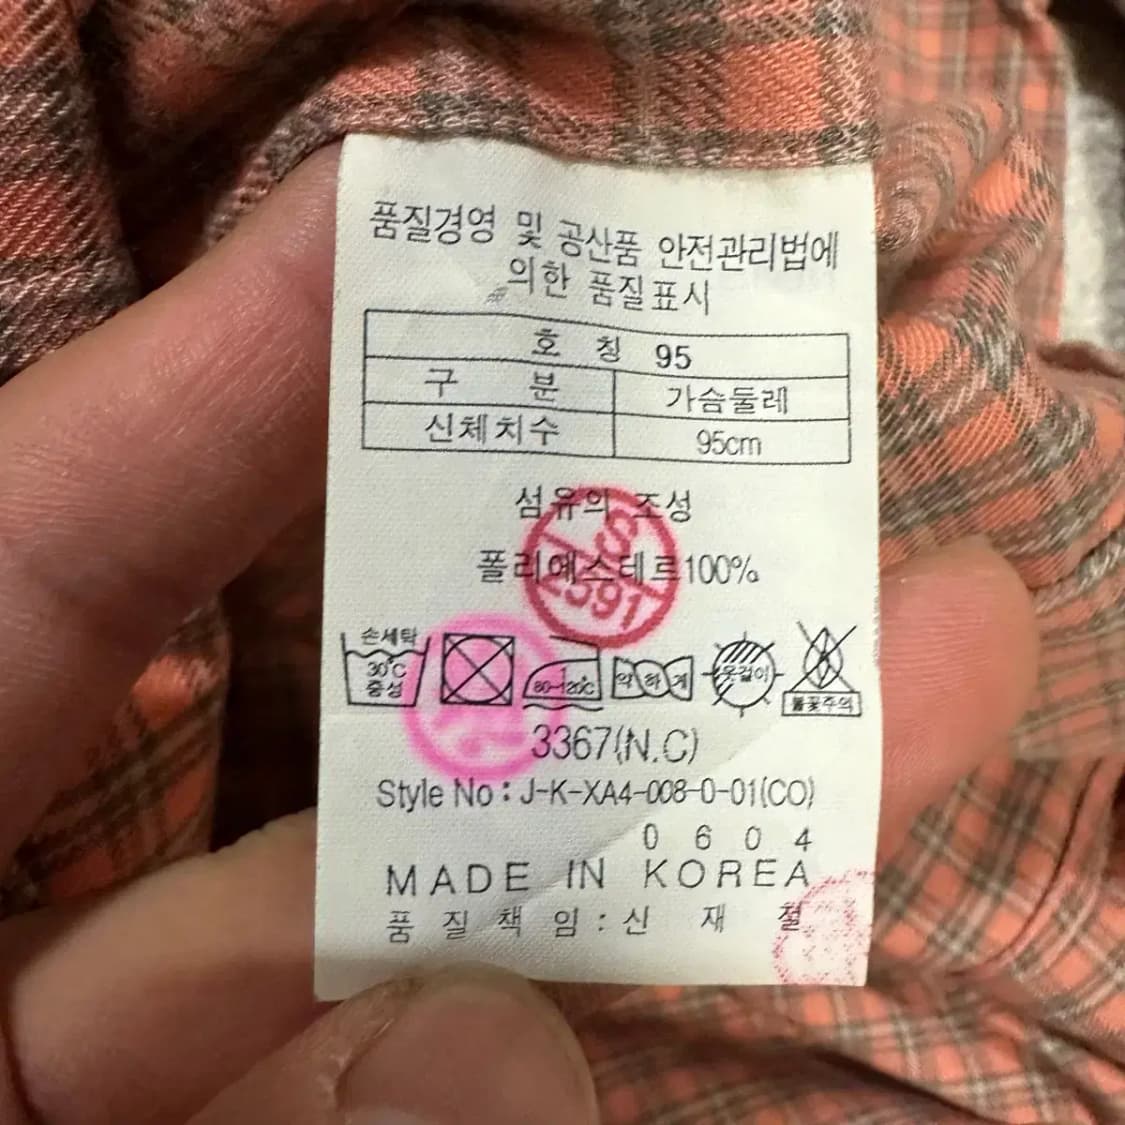 품질경영 및 공산품 안전관리법에
의한 품질표시
호 칭 95
구 분 가슴둘레
신체치수 95cm
섬유의 조성
폴리에스테르100%
손세탁
30℃
중성
80~120℃
약하게
옷걸이
불꽃주의
3367(N.C)
Style No : J-K-XA4-008-0-01(CO)
0 6 0 4
MADE IN KOREA
품 질 책 임 : 신 재 철